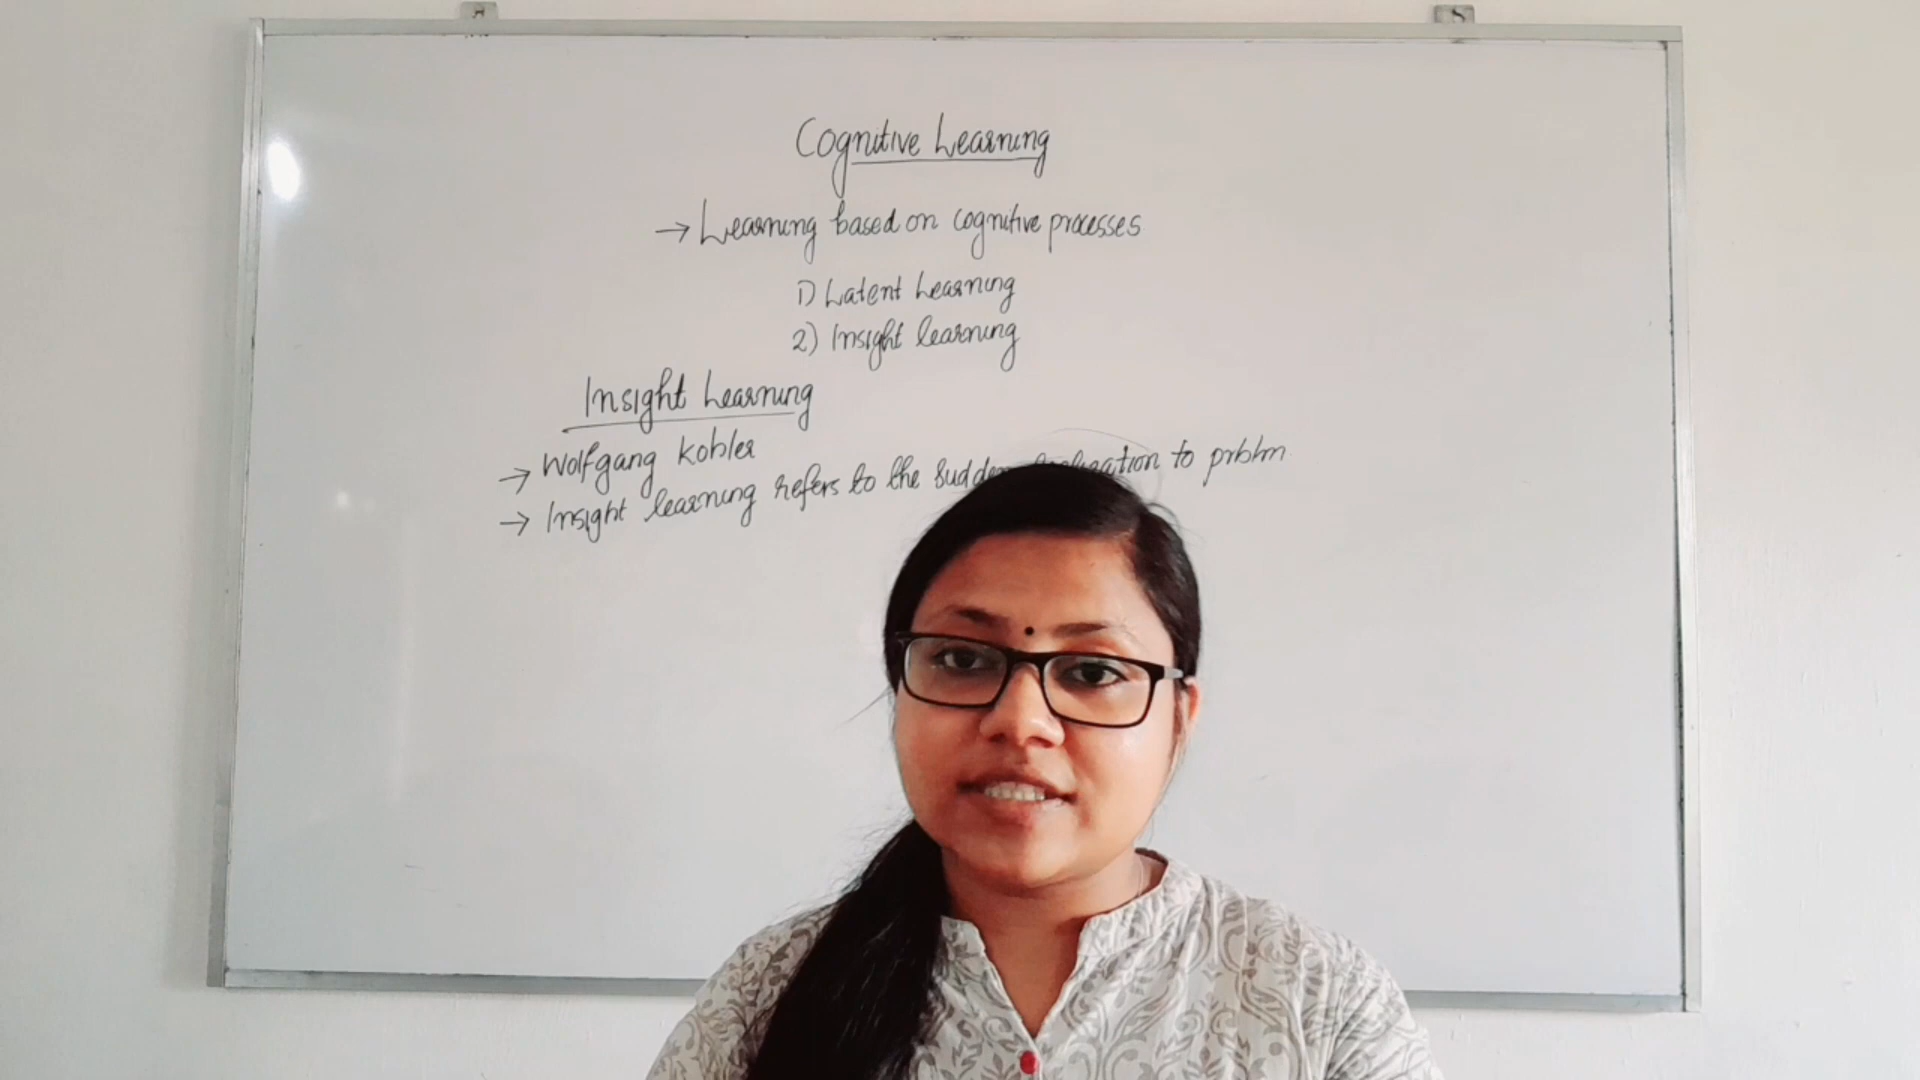 Cognitive Learning
→ Learning based on cognitive processes
1) Latent Learning
2) Insight learning
Insight Learning
→ Wolfgang Kohler
→ Insight learning refers to the sudden to problm